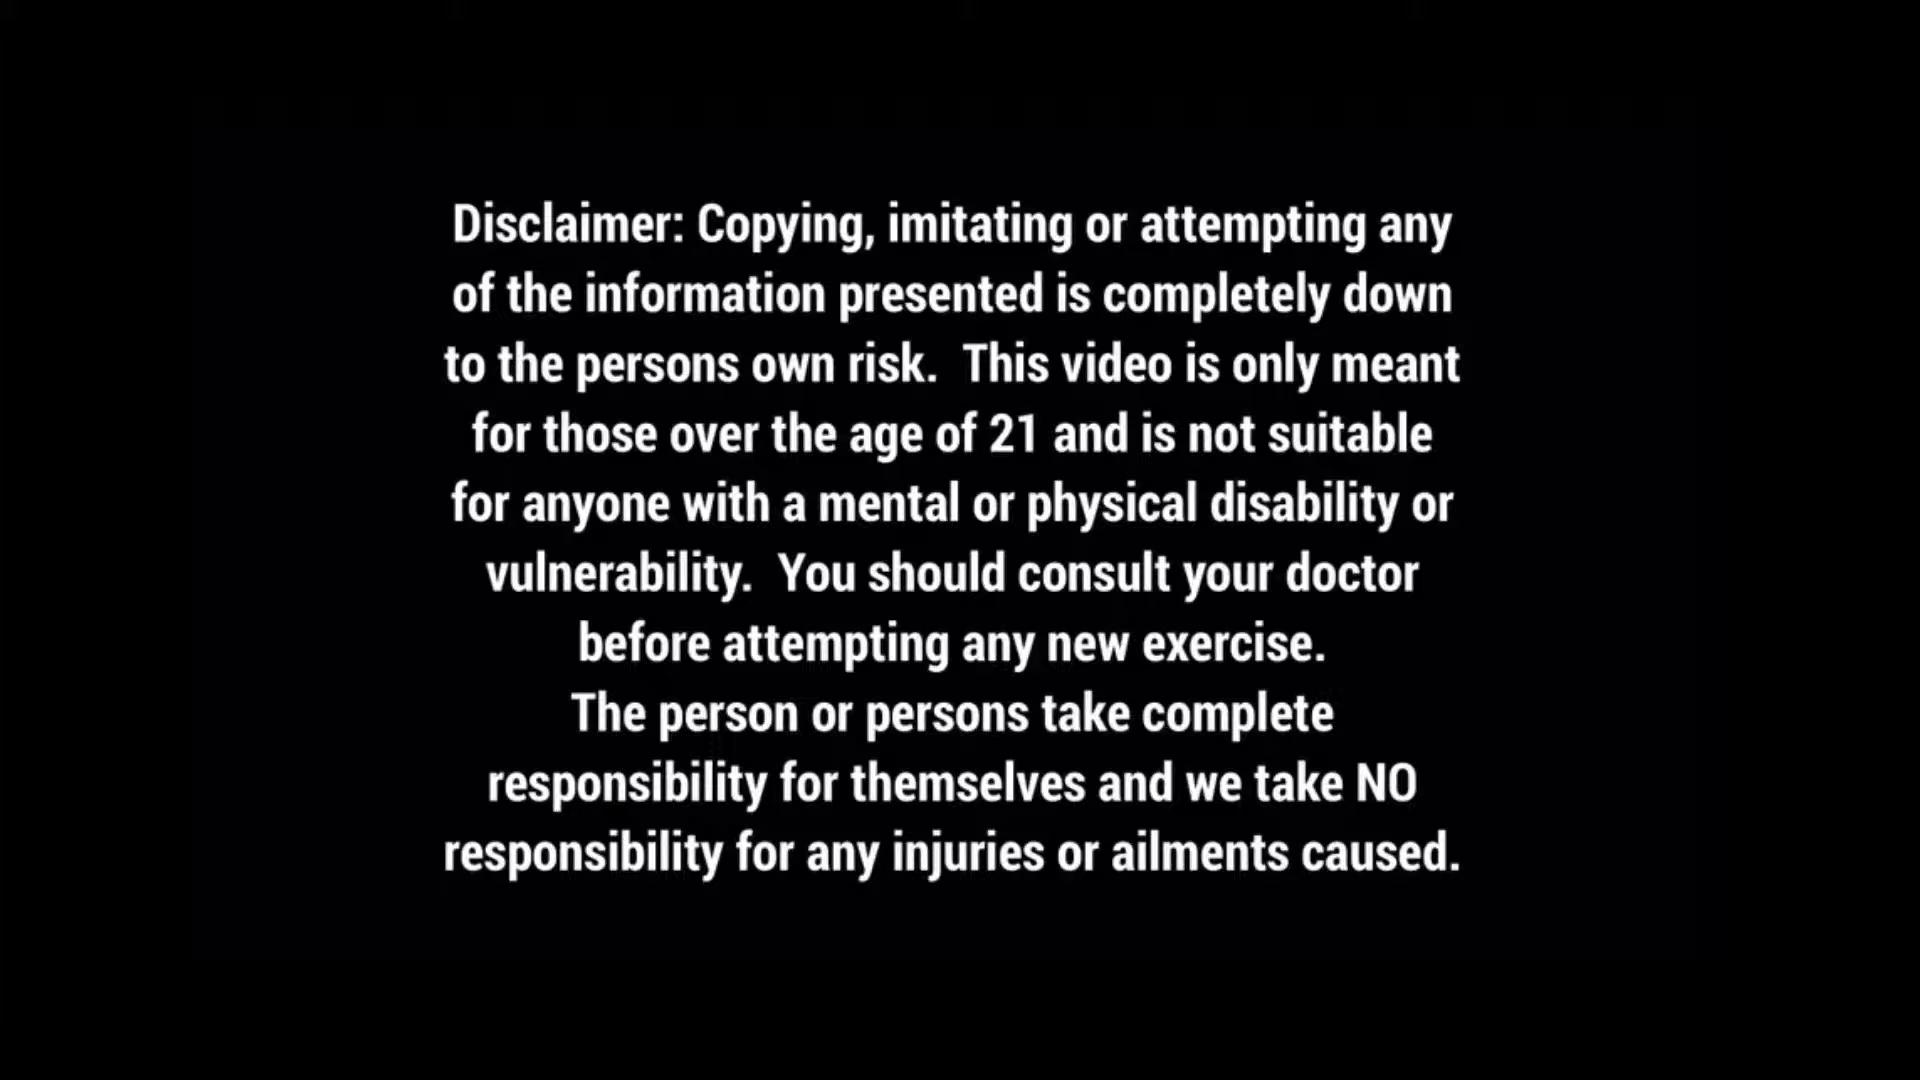 Disclaimer: Copying, imitating or attempting any
of the information presented is completely down
to the persons own risk.  This video is only meant
for those over the age of 21 and is not suitable
for anyone with a mental or physical disability or
vulnerability.  You should consult your doctor
before attempting any new exercise.
The person or persons take complete
responsibility for themselves and we take NO
responsibility for any injuries or ailments caused.